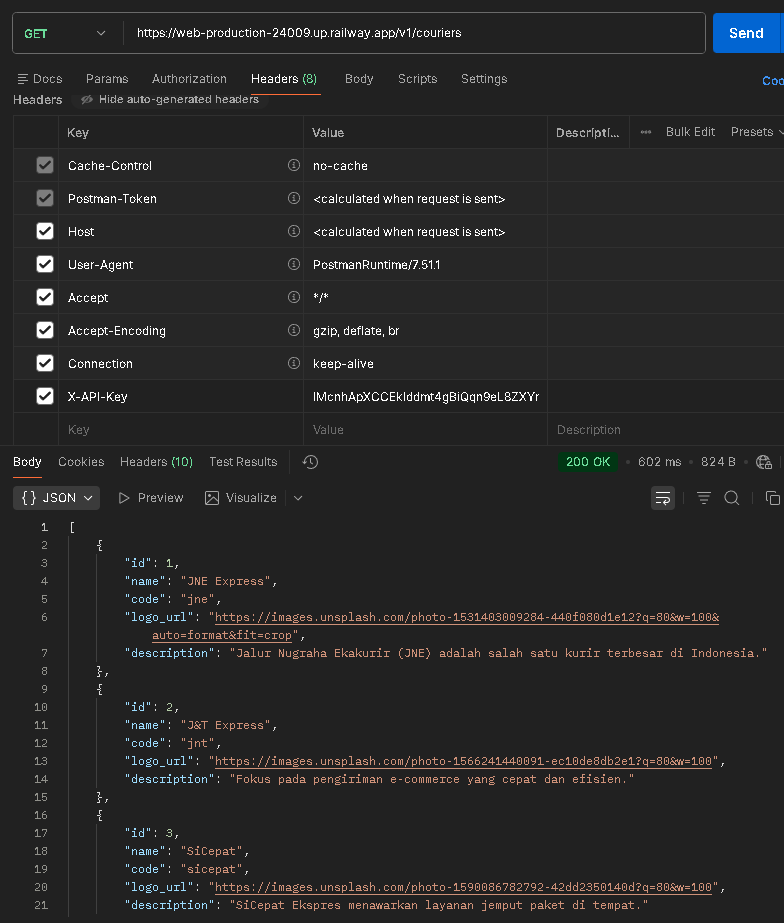 GET https://web-production-24009.up.railway.app/v1/couriers Send
Docs Params Authorization Headers (8) Body Scripts Settings
Headers Hide auto-generated headers
Key Value Descripti... Bulk Edit Presets
Cache-Control no-cache
Postman-Token <calculated when request is sent>
Host <calculated when request is sent>
User-Agent PostmanRuntime/7.51.1
Accept */*
Accept-Encoding gzip, deflate, br
Connection keep-alive
X-API-Key
Key Value Description
Body Cookies Headers (10) Test Results 200 OK • 602 ms • 824 B •
{} JSON Preview Visualize
1 [
2 {
3 "id": 1,
4 "name": "JNE Express",
5 "code": "jne",
6 "logo_url": "https://images.unsplash.com/photo-1531403009284-440f080d1e12?q=80&w=100&
auto=format&fit=crop",
7 "description": "Jalur Nugraha Ekakurir (JNE) adalah salah satu kurir terbesar di Indonesia."
8 },
9 {
10 "id": 2,
11 "name": "J&T Express",
12 "code": "jnt",
13 "logo_url": "https://images.unsplash.com/photo-1566241440091-ec10de8db2e1?q=80&w=100",
14 "description": "Fokus pada pengiriman e-commerce yang cepat dan efisien."
15 },
16 {
17 "id": 3,
18 "name": "SiCepat",
19 "code": "sicepat",
20 "logo_url": "https://images.unsplash.com/photo-1590086782792-42dd2350140d?q=80&w=100",
21 "description": "SiCepat Ekspres menawarkan layanan jemput paket di tempat."